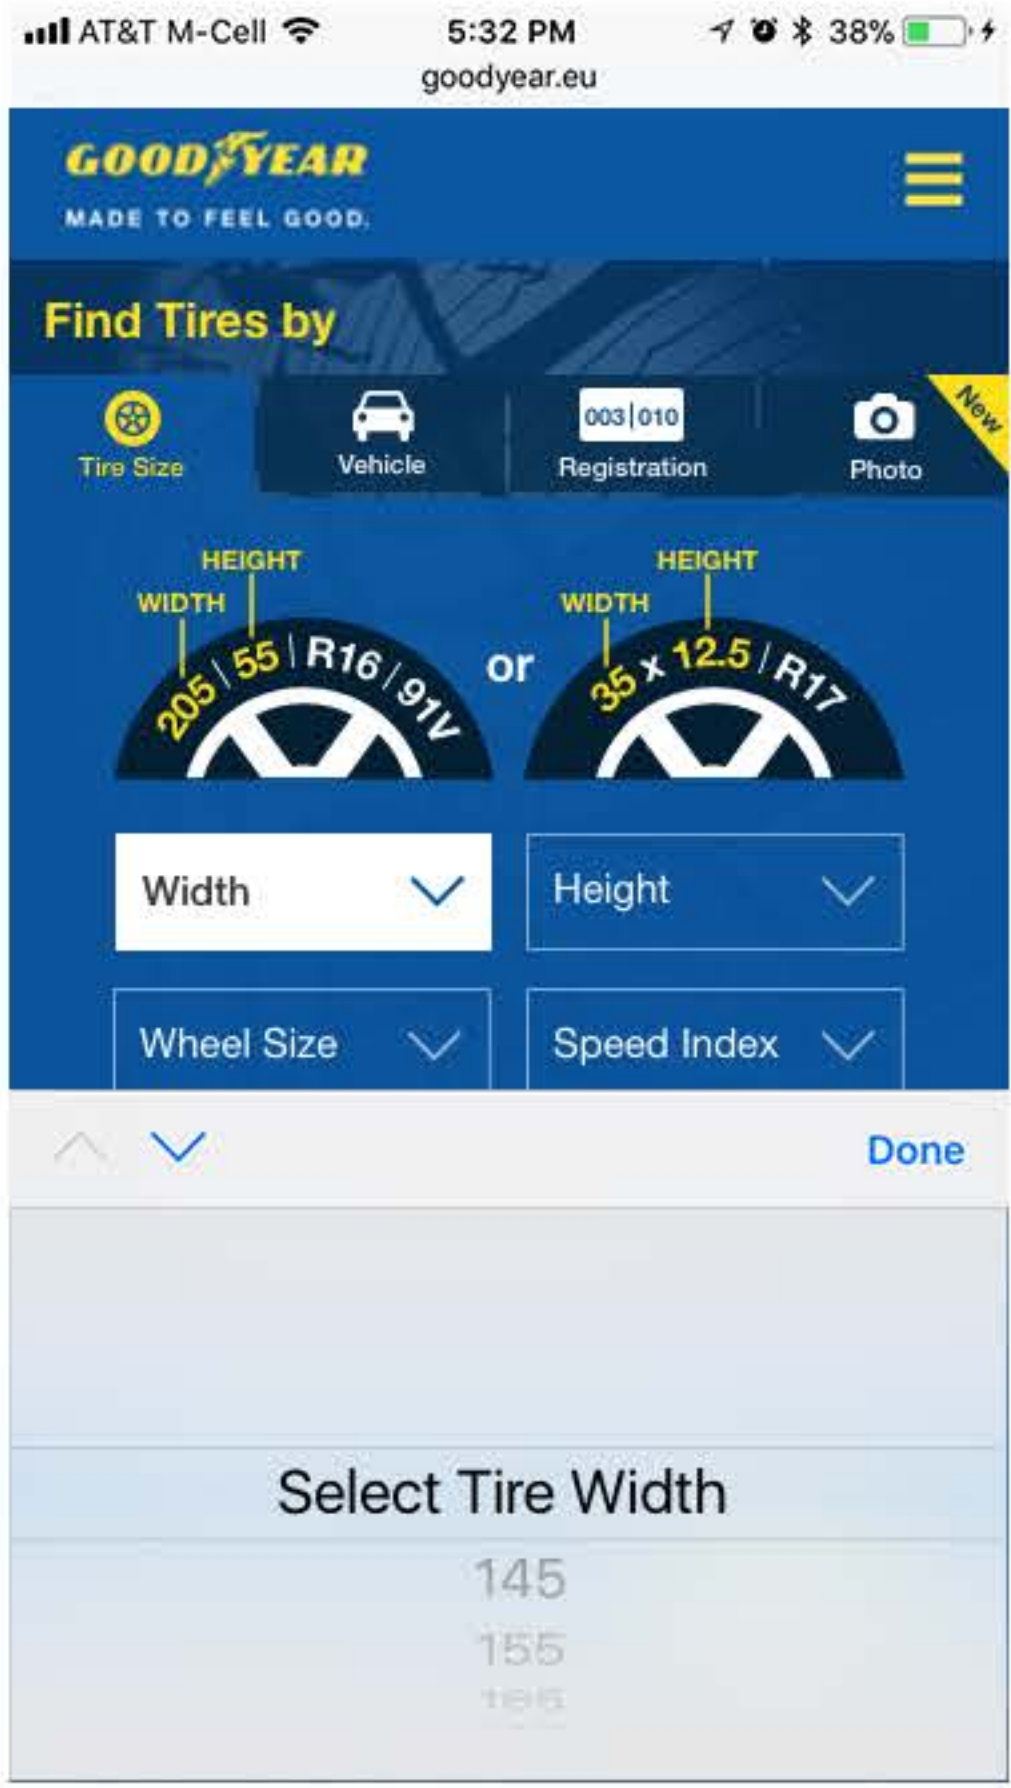 AT&T M-Cell 5:32 PM 38%
goodyear.eu
GOODYEAR
MADE TO FEEL GOOD.
Find Tires by
New
003|010
Tire Size Vehicle Registration Photo
HEIGHT HEIGHT
WIDTH WIDTH
205 | 55 | R16 / 91V or 35 x 12.5 / R17
Width Height
Wheel Size Speed Index
Done
Select Tire Width
145
155
165